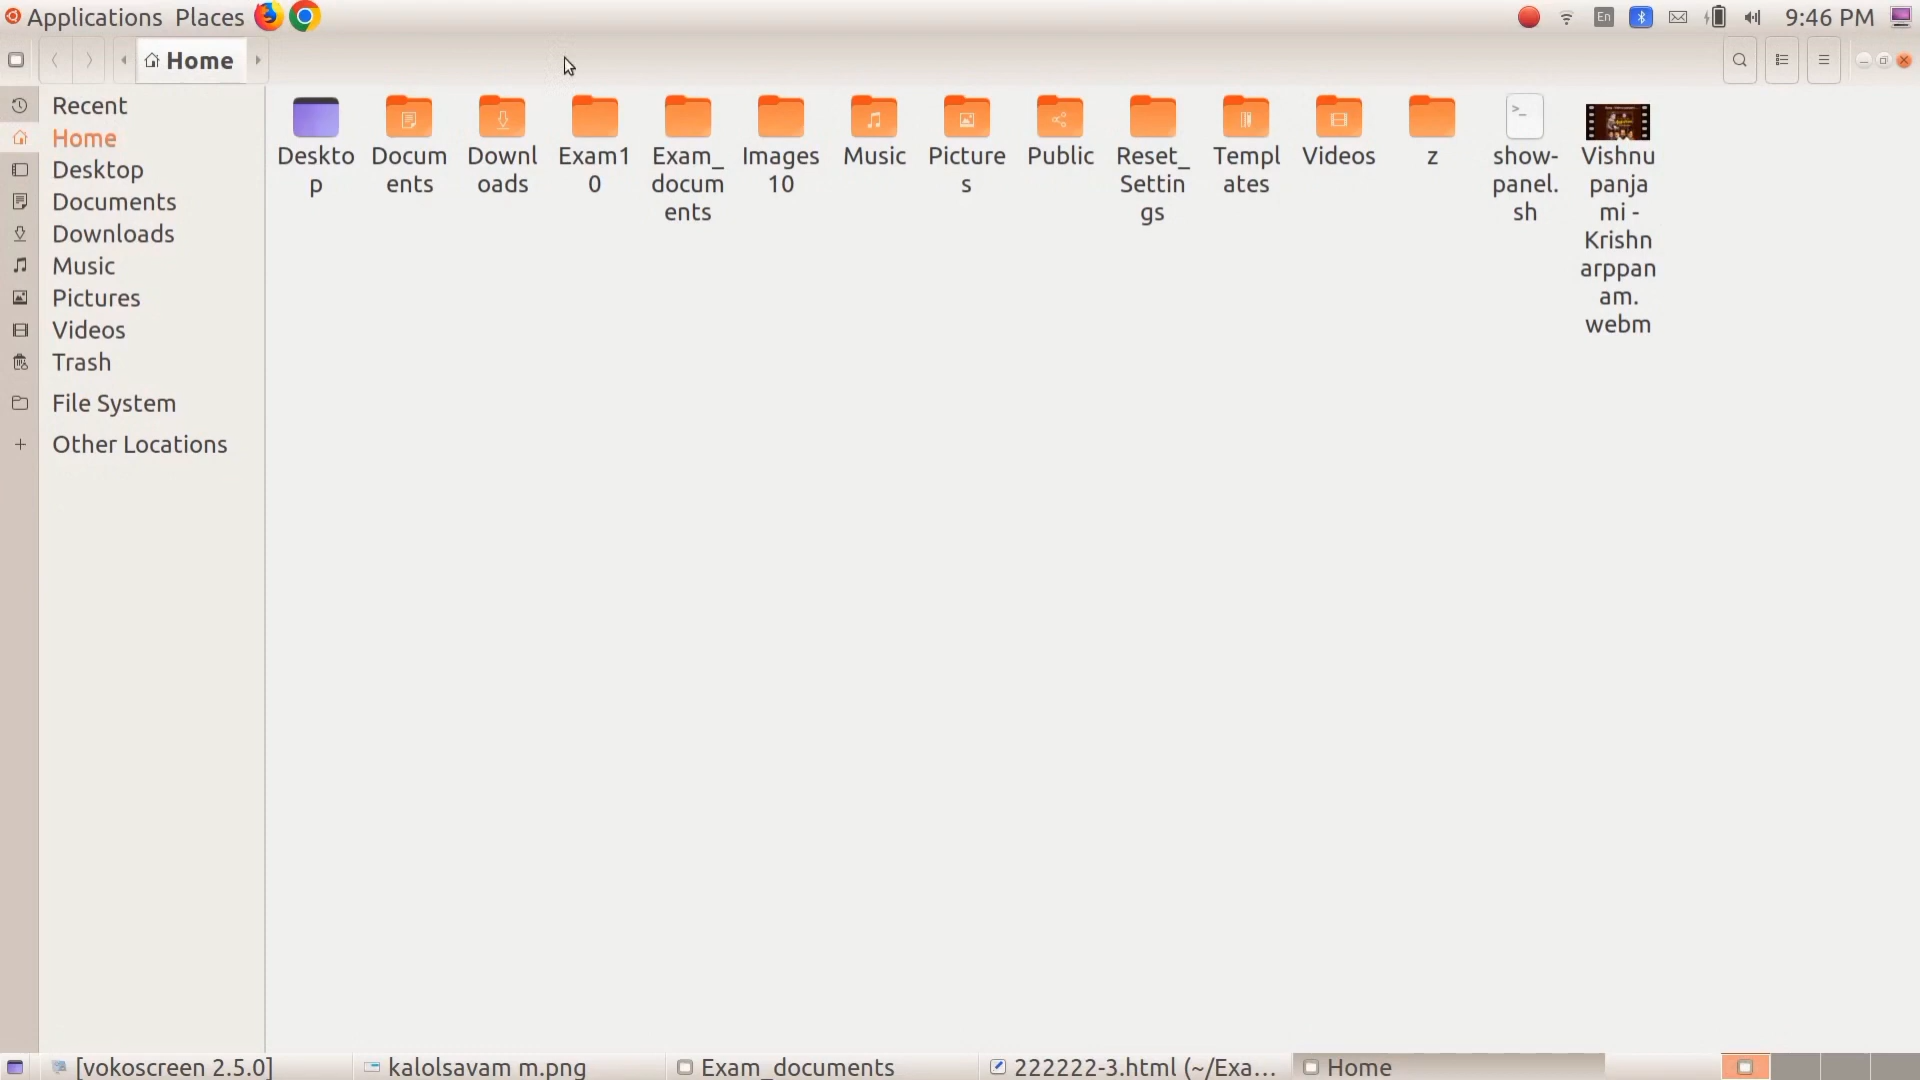 Applications Places
En
9:46 PM
Home
Recent
Home
Desktop
Documents
Downloads
Music
Pictures
Videos
Trash
File System
Other Locations
Deskto
p
Docum
ents
Downl
oads
Exam1
0
Exam_
docum
ents
Images
10
Music
Picture
s
Public
Reset_
Settin
gs
Templ
ates
Videos
z
>_
show-
panel.
sh
Vishnu
panja
mi -
Krishn
arppan
am.
webm
[vokoscreen 2.5.0]
kalolsavam m.png
Exam_documents
222222-3.html (~/Exa...
Home